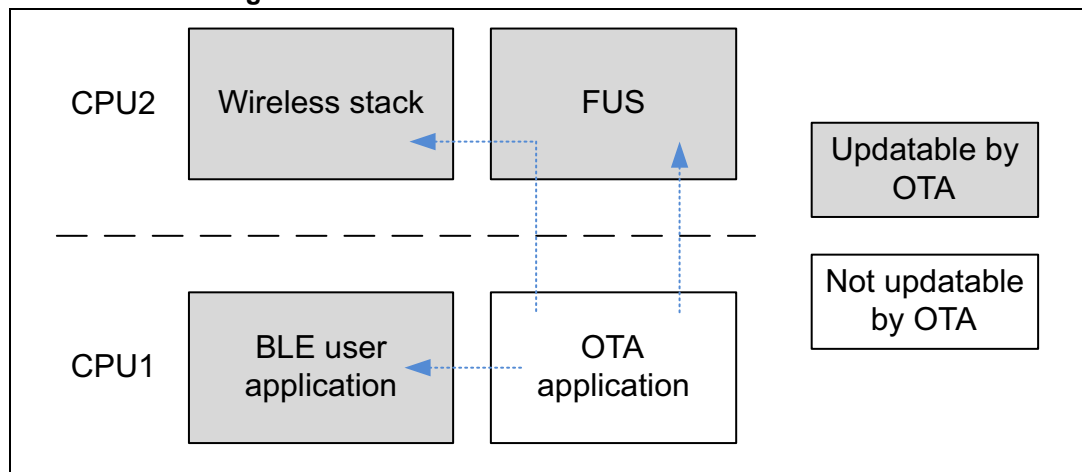 CPU2
Wireless stack
FUS
Updatable by
OTA
Not updatable
by OTA
CPU1
BLE user
application
OTA
application